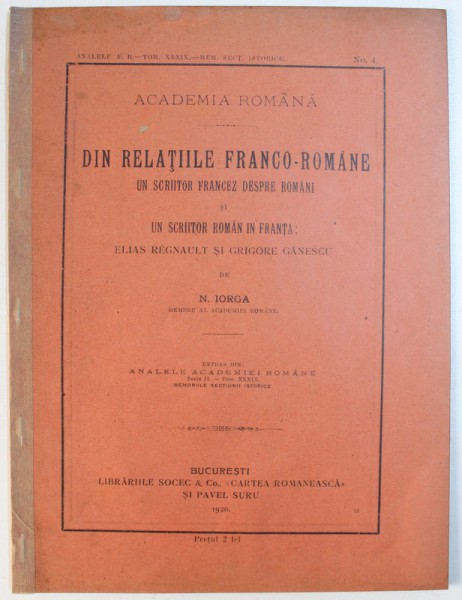 ANALELE A. R.—TOM. XXXIX.—MEM. SECŢ. ISTORICE. No. 4.
ACADEMIA ROMÂNĂ
DIN RELAŢIILE FRANCO-ROMÂNE
UN SCRIITOR FRANCEZ DESPRE ROMÂNI
ŞI
UN SCRIITOR ROMÂN IN FRANŢA:
ELIAS RÉGNAULT ŞI GRIGORE GĂNESCU
DE
N. IORGA
MEMBRU AL ACADEMIEI ROMÂNE.
EXTRAS DIN:
ANALELE ACADEMIEI ROMÂNE
Seria II. — Tom. XXXIX.
MEMORIILE SECŢIUNII ISTORICE
BUCUREŞTI
LIBRĂRIILE SOCEC & Co., «CARTEA ROMANEASCĂ»
ŞI PAVEL SURU
1920.
Preţul 2 lei